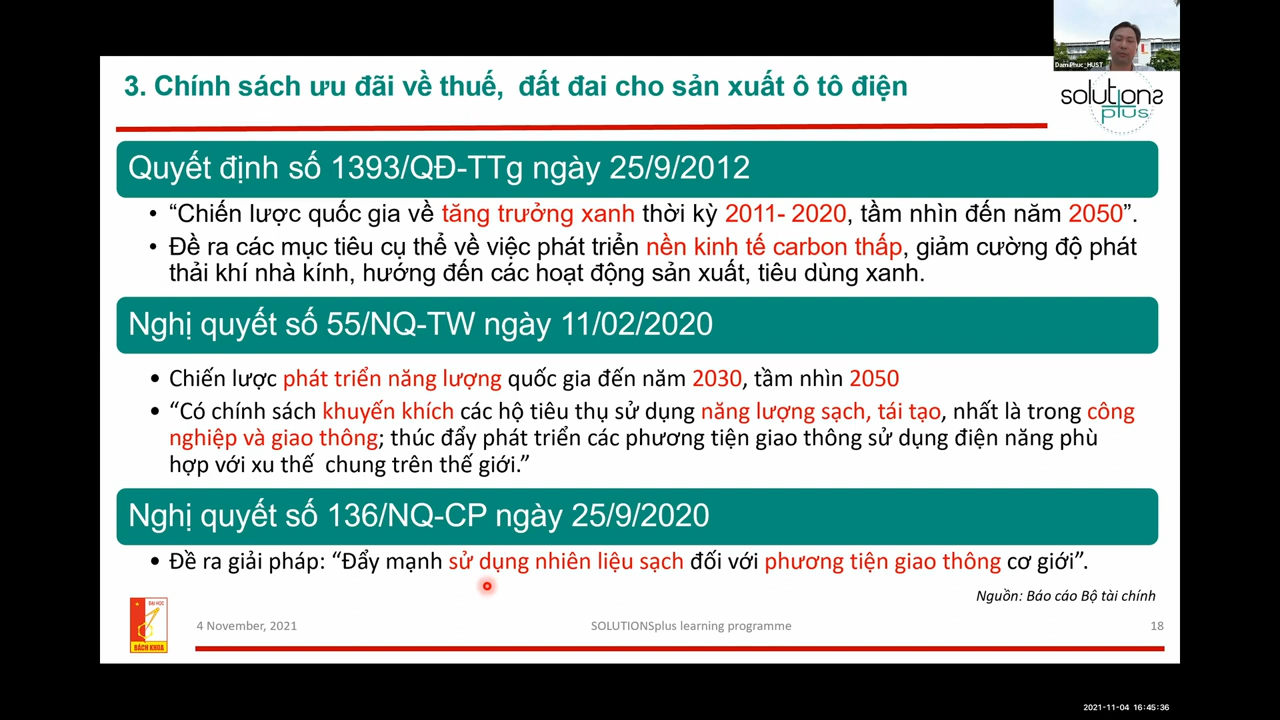 Dam Phuc_HUST
3. Chính sách ưu đãi về thuế, đất đai cho sản xuất ô tô điện
solutions
plus
Quyết định số 1393/QĐ-TTg ngày 25/9/2012
• “Chiến lược quốc gia về tăng trưởng xanh thời kỳ 2011- 2020, tầm nhìn đến năm 2050”.
• Đề ra các mục tiêu cụ thể về việc phát triển nền kinh tế carbon thấp, giảm cường độ phát
thải khí nhà kính, hướng đến các hoạt động sản xuất, tiêu dùng xanh.
Nghị quyết số 55/NQ-TW ngày 11/02/2020
• Chiến lược phát triển năng lượng quốc gia đến năm 2030, tầm nhìn 2050
• “Có chính sách khuyến khích các hộ tiêu thụ sử dụng năng lượng sạch, tái tạo, nhất là trong công
nghiệp và giao thông; thúc đẩy phát triển các phương tiện giao thông sử dụng điện năng phù
hợp với xu thế chung trên thế giới.”
Nghị quyết số 136/NQ-CP ngày 25/9/2020
• Đề ra giải pháp: “Đẩy mạnh sử dụng nhiên liệu sạch đối với phương tiện giao thông cơ giới”.
Nguồn: Báo cáo Bộ tài chính
ĐẠI HỌC
BÁCH KHOA
4 November, 2021
SOLUTIONSplus learning programme
18
2021-11-04 16:45:36